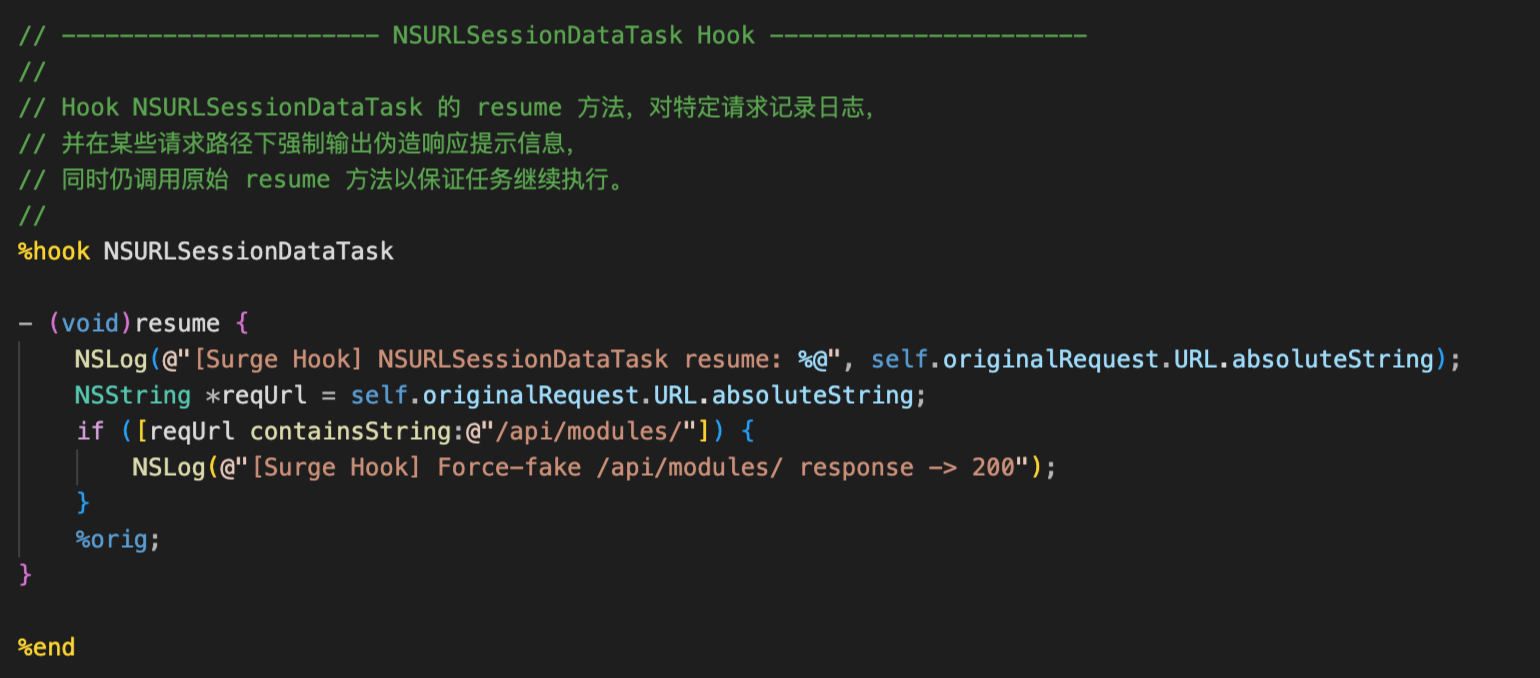 // ---------------------- NSURLSessionDataTask Hook ----------------------
//
// Hook NSURLSessionDataTask 的 resume 方法，对特定请求记录日志，
// 并在某些请求路径下强制输出伪造响应提示信息，
// 同时仍调用原始 resume 方法以保证任务继续执行。
//
%hook NSURLSessionDataTask
- (void)resume {
NSLog(@"[Surge Hook] NSURLSessionDataTask resume: %@", self.originalRequest.URL.absoluteString);
NSString *reqUrl = self.originalRequest.URL.absoluteString;
if ([reqUrl containsString:@"/api/modules/"]) {
NSLog(@"[Surge Hook] Force-fake /api/modules/ response -> 200");
}
%orig;
}
%end